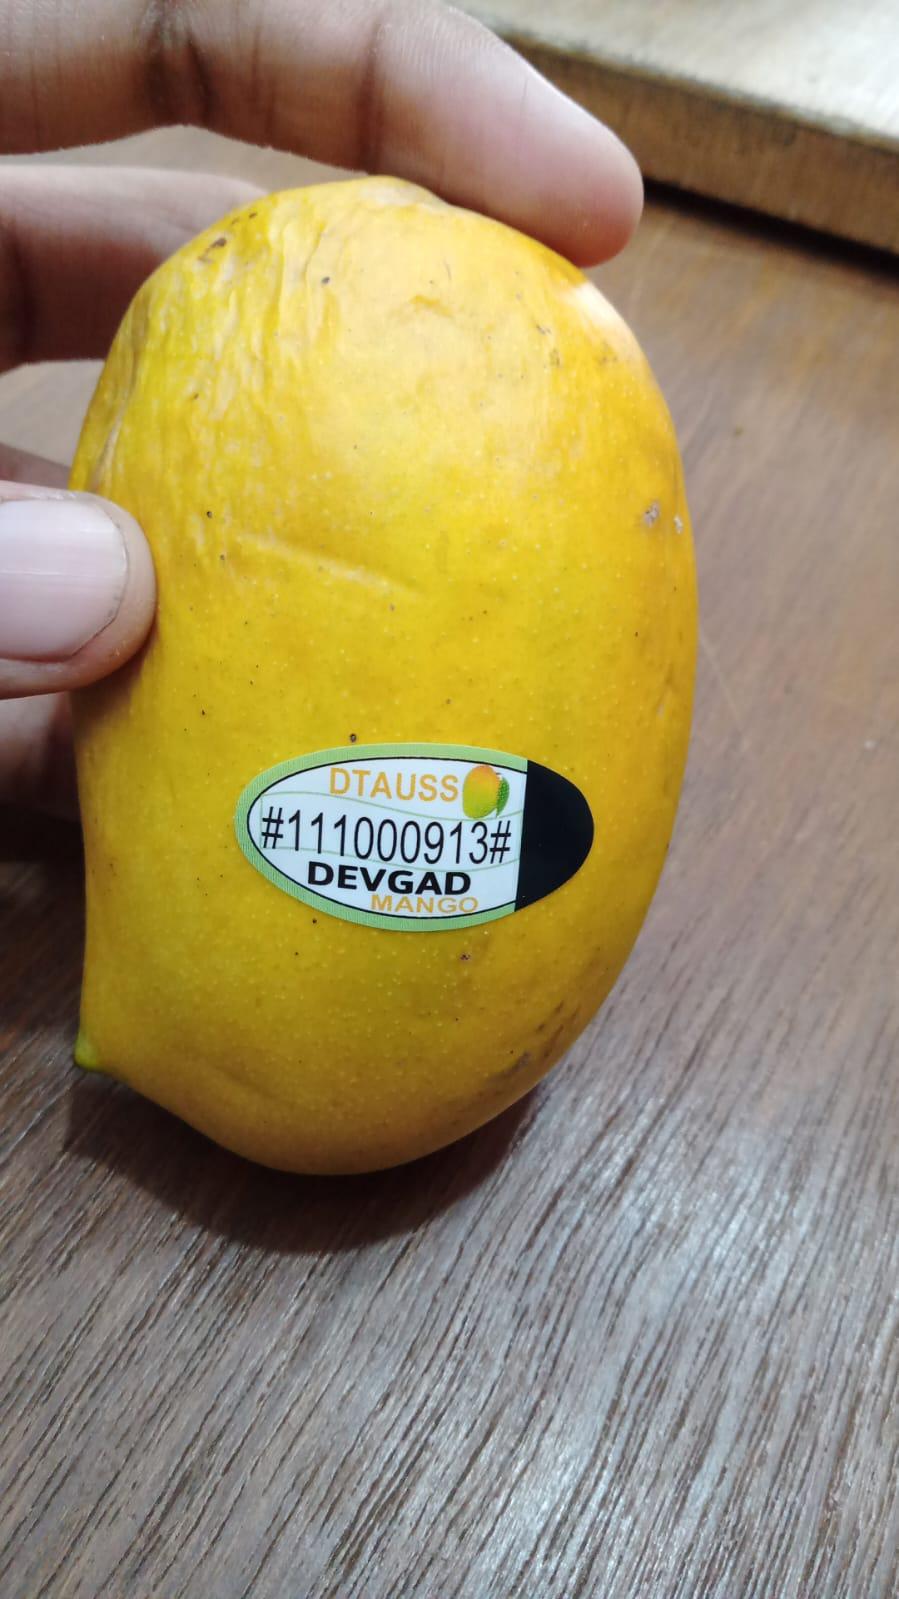 DTAUSS
#111000913#
DEVGAD
MANGO